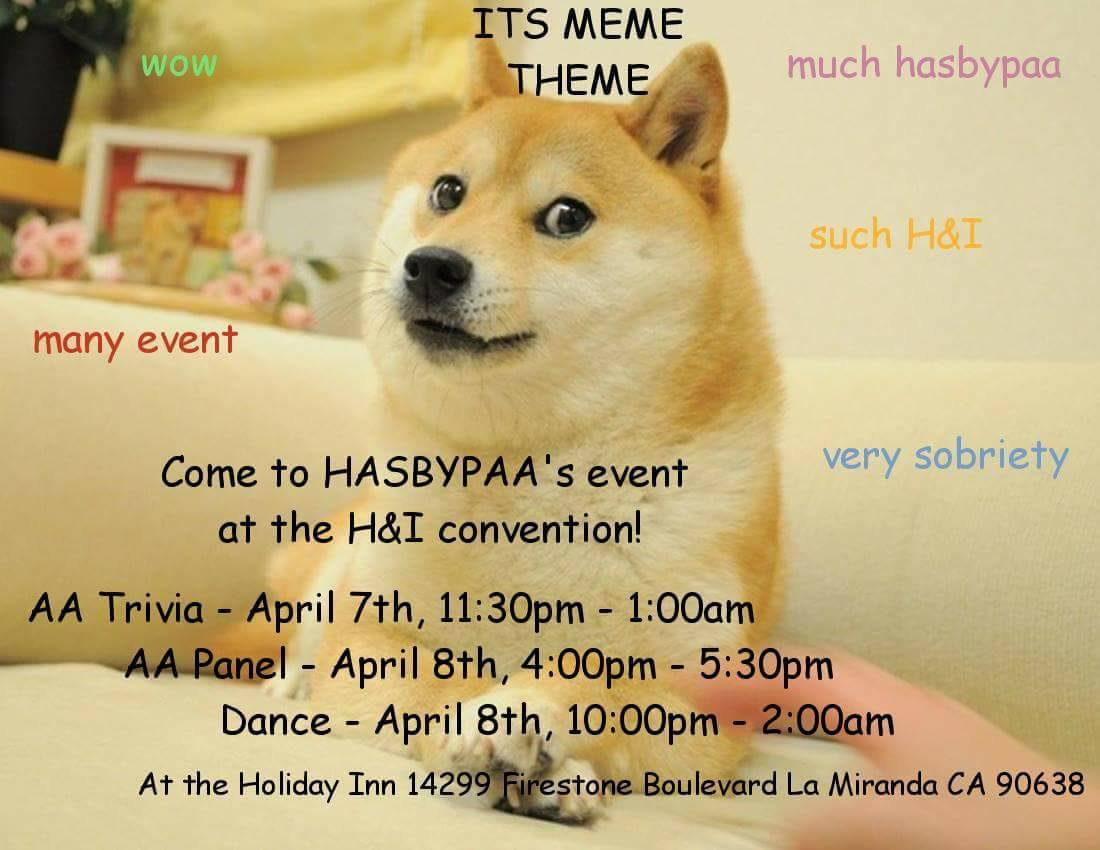 ITS MEME
THEME
wow
much hasbypaa
such H&I
many event
very sobriety
Come to HASBYPAA's event
at the H&I convention!
AA Trivia - April 7th, 11:30pm - 1:00am
AA Panel - April 8th, 4:00pm - 5:30pm
Dance - April 8th, 10:00pm - 2:00am
At the Holiday Inn 14299 Firestone Boulevard La Miranda CA 90638